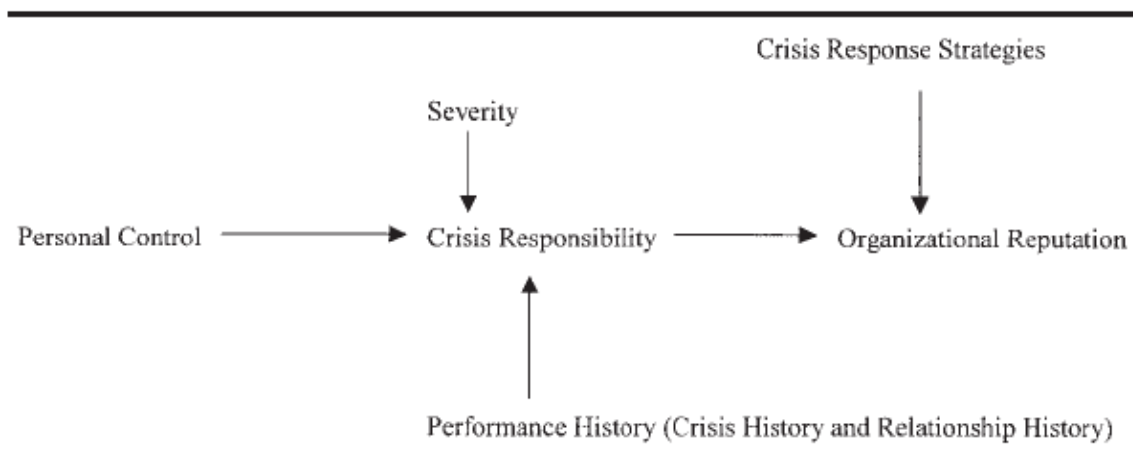 Crisis Response Strategies
Severity
Personal Control
Crisis Responsibility
Organizational Reputation
Performance History (Crisis History and Relationship History)